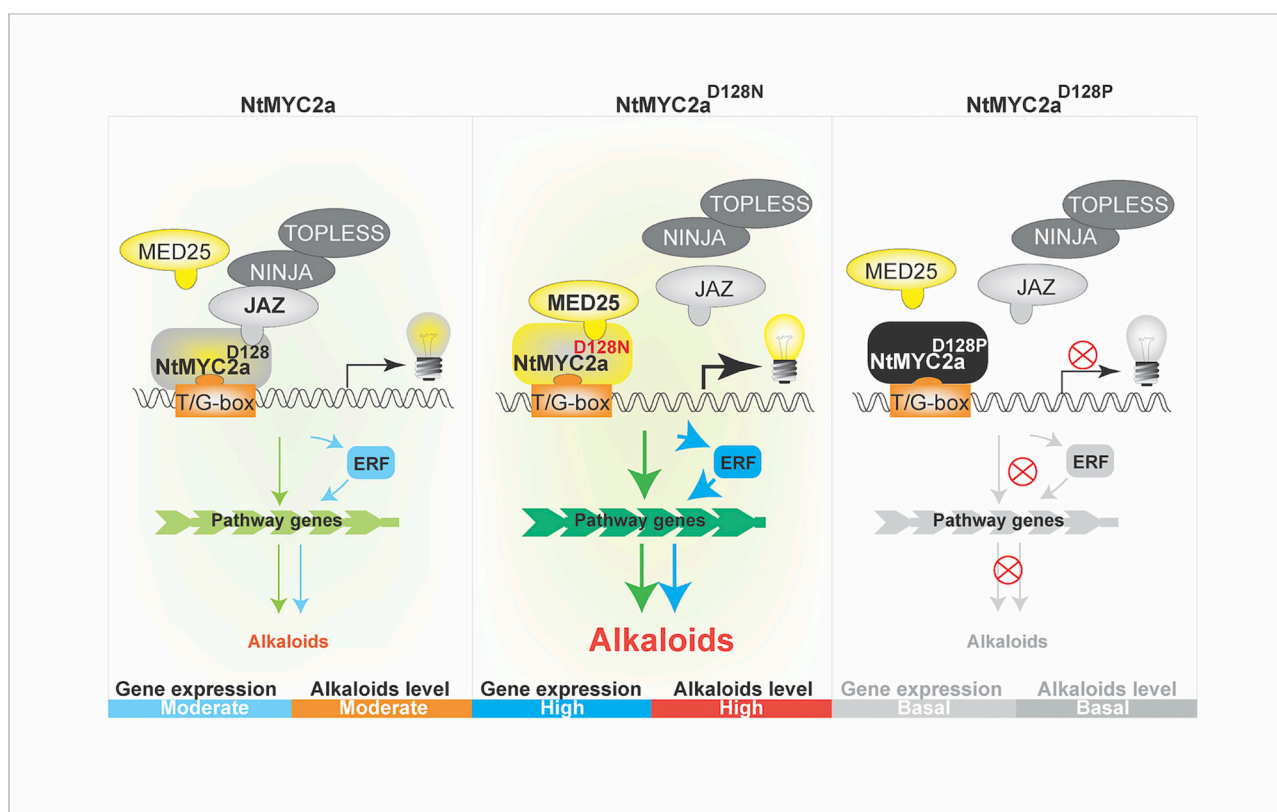 NtMYC2a
TOPLESS
MED25
NINJA
JAZ
D128
NtMYC2a
T/G-box
ERF
Pathway genes
Alkaloids
Gene expression
Alkaloids level
Moderate
Moderate
NtMYC2a D128N
TOPLESS
NINJA
JAZ
MED25
D128N
NtMYC2a
T/G-box
ERF
Pathway genes
Alkaloids
Gene expression
Alkaloids level
High
High
NtMYC2a D128P
TOPLESS
NINJA
MED25
JAZ
D128P
NtMYC2a
T/G-box
ERF
Pathway genes
Alkaloids
Gene expression
Alkaloids level
Basal
Basal